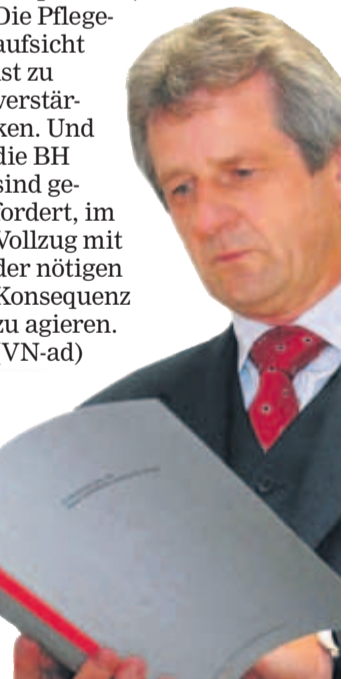 Die Pflege-
aufsicht
ist zu
verstär-
ken. Und
die BH
sind ge-
fordert, im
Vollzug mit
der nötigen
Konsequenz
zu agieren.
(VN-ad)